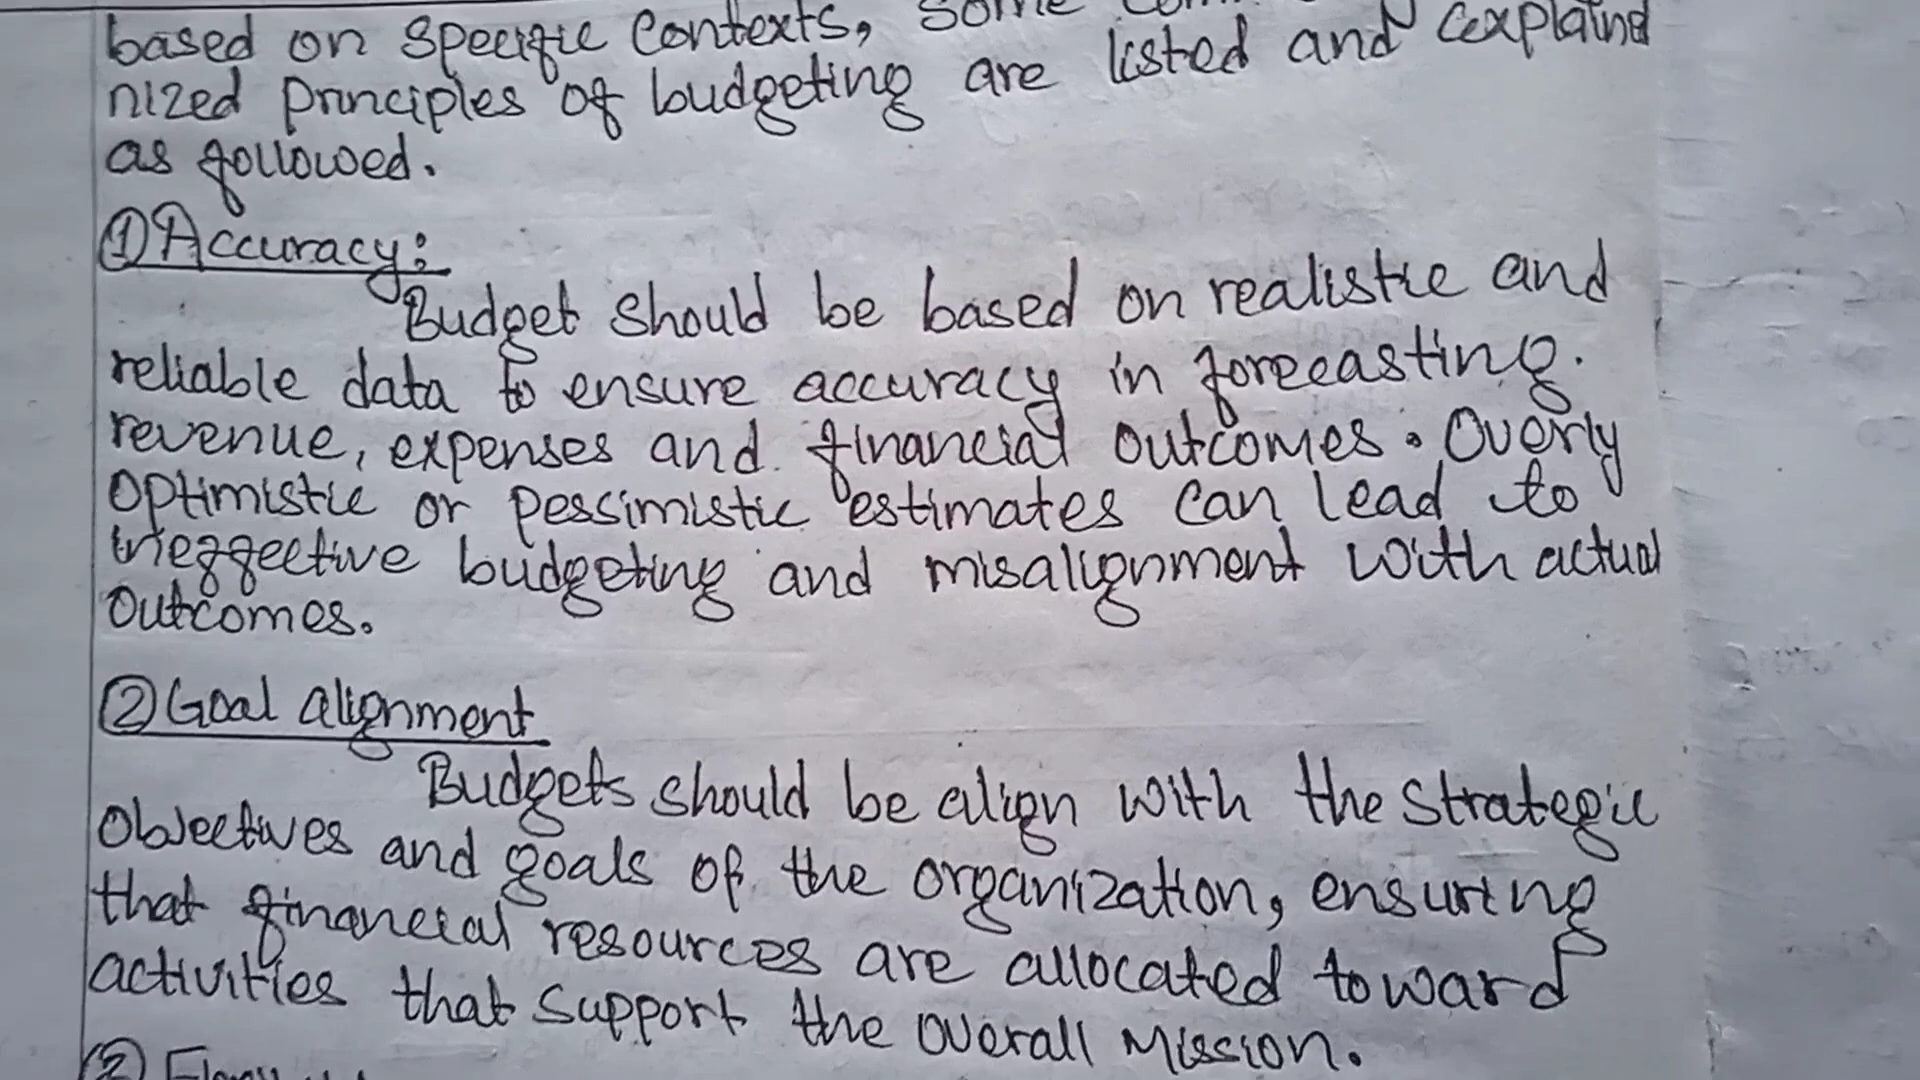 based on specific Contexts, some
nized principles of budgeting are listed and explained
as followed.
① Accuracy:
Budget should be based on realistic and
reliable data to ensure accuracy in forecasting.
revenue, expenses and financial outcomes. Overly
optimistic or pessimistic estimates can lead to
ineffective budgeting and misalignment with actual
outcomes.
② Goal alignment
Budgets should be align with the strategic
objectives and goals of the organization, ensuring
that financial resources are allocated toward
activities that support the overall mission.